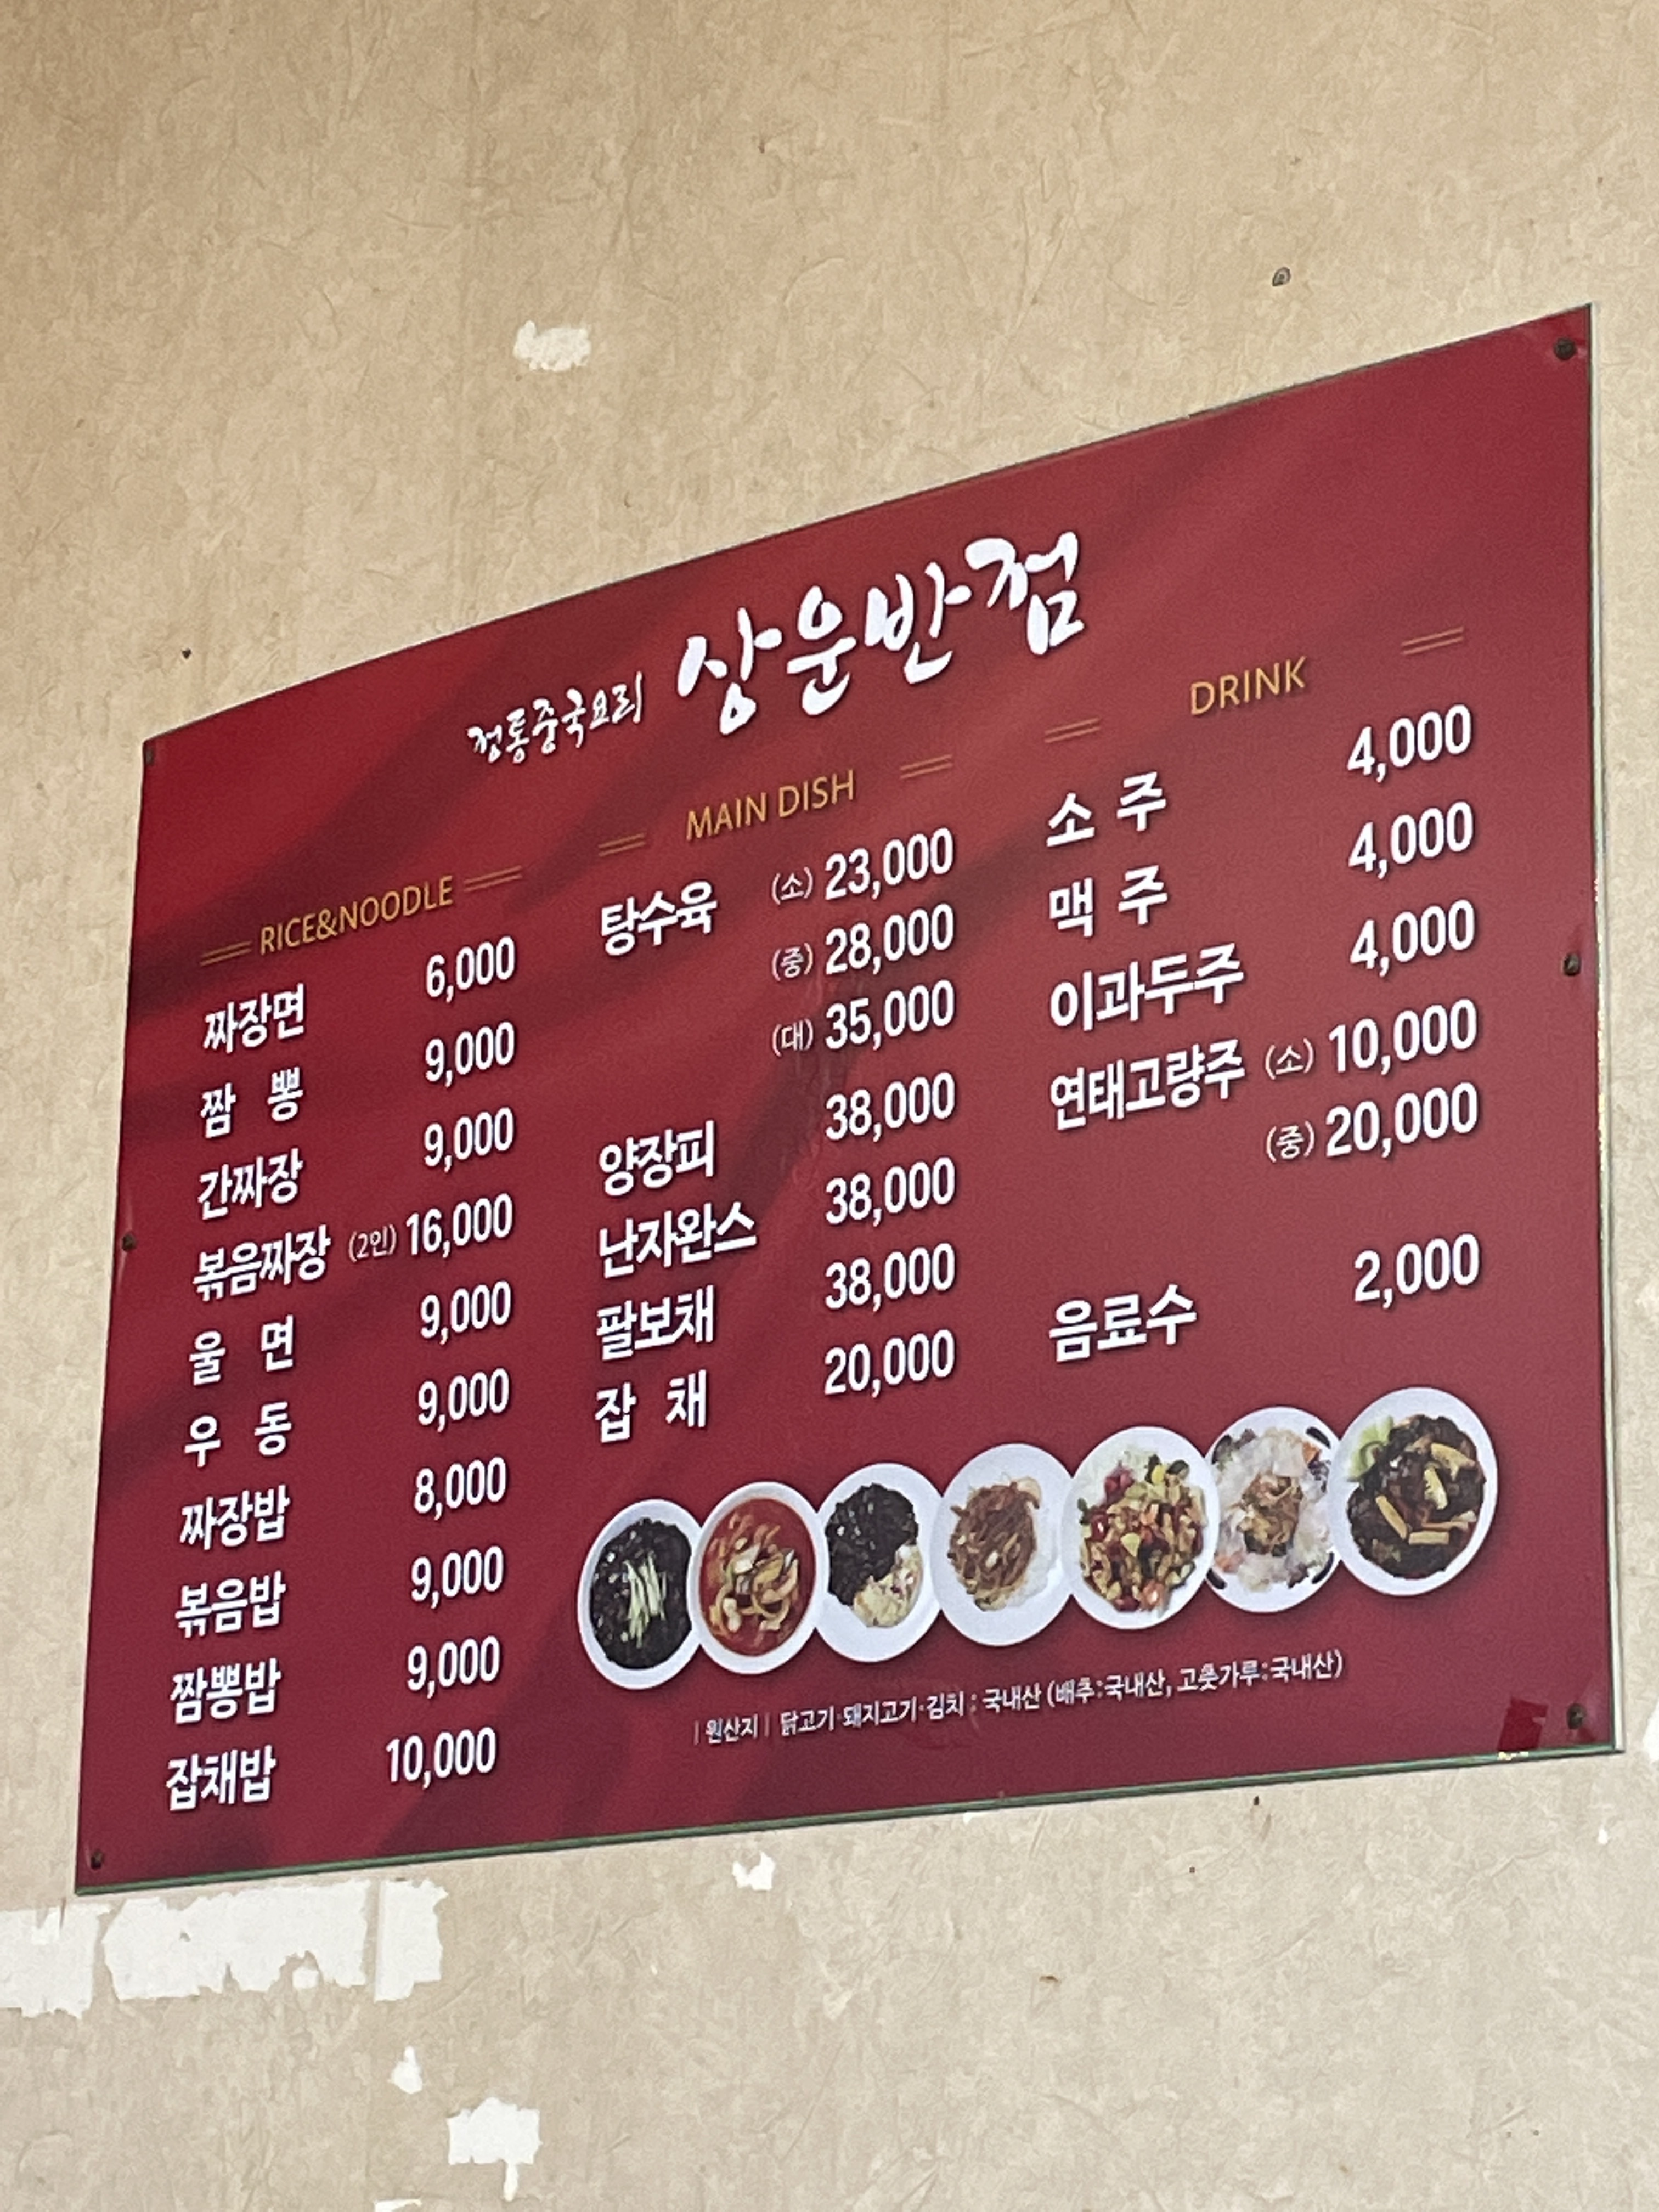 정통중국요리 상운반점
RICE&NOODLE
짜장면 6,000
짬 뽕 9,000
간짜장 9,000
볶음짜장 (2인) 16,000
울 면 9,000
우 동 9,000
짜장밥 8,000
볶음밥 9,000
짬뽕밥 9,000
잡채밥 10,000
MAIN DISH
탕수육 (소) 23,000
(중) 28,000
(대) 35,000
양장피 38,000
난자완스 38,000
팔보채 38,000
잡 채 20,000
DRINK
소 주 4,000
맥 주 4,000
이과두주 4,000
연태고량주 (소) 10,000
(중) 20,000
음료수 2,000
| 원산지 | 닭고기·돼지고기·김치 : 국내산 (배추:국내산, 고춧가루:국내산)